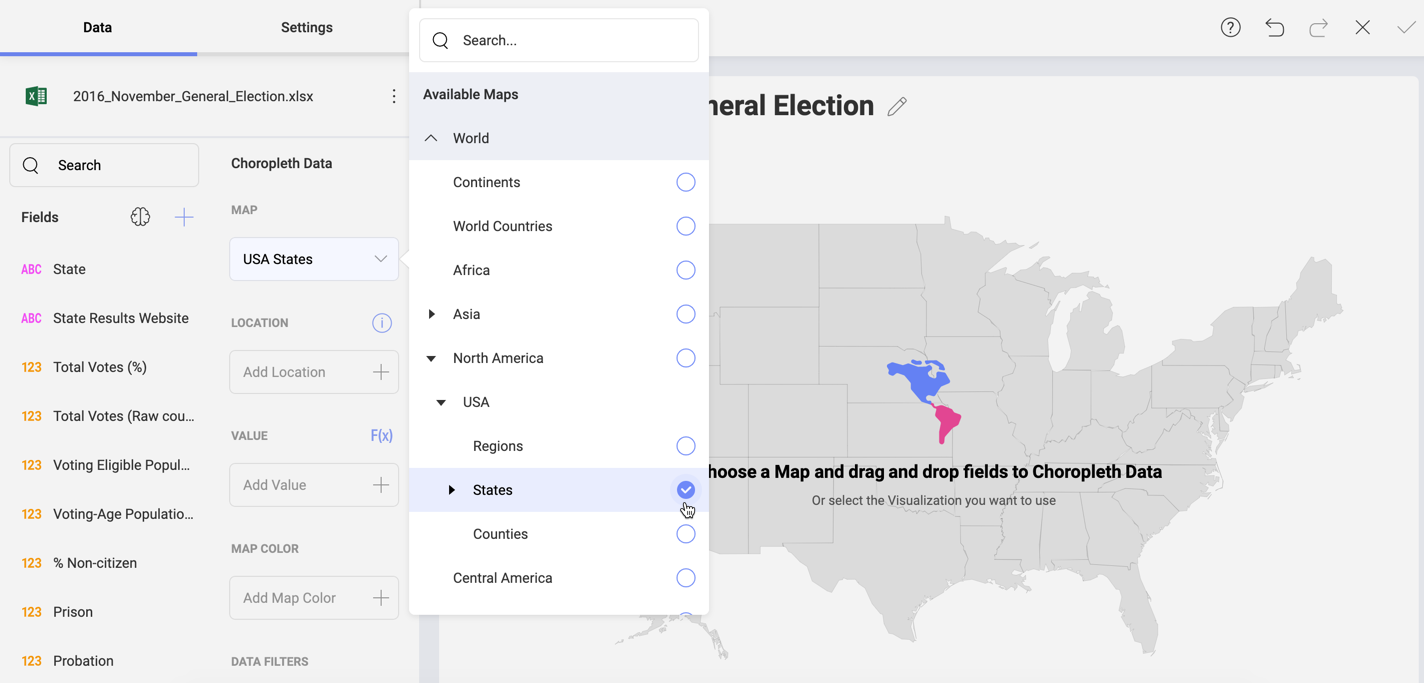 Data
Settings
2016_November_General_Election.xlsx
Search
Fields
ABC State
ABC State Results Website
123 Total Votes (%)
123 Total Votes (Raw cou...
123 Voting Eligible Popul...
123 Voting-Age Populatio...
123 % Non-citizen
123 Prison
123 Probation
Choropleth Data
MAP
USA States
LOCATION
Add Location
VALUE
F(x)
Add Value
MAP COLOR
Add Map Color
DATA FILTERS
Search...
Available Maps
World
Continents
World Countries
Africa
Asia
North America
USA
Regions
States
Counties
Central America
neral Election
hoose a Map and drag and drop fields to Choropleth Data
Or select the Visualization you want to use